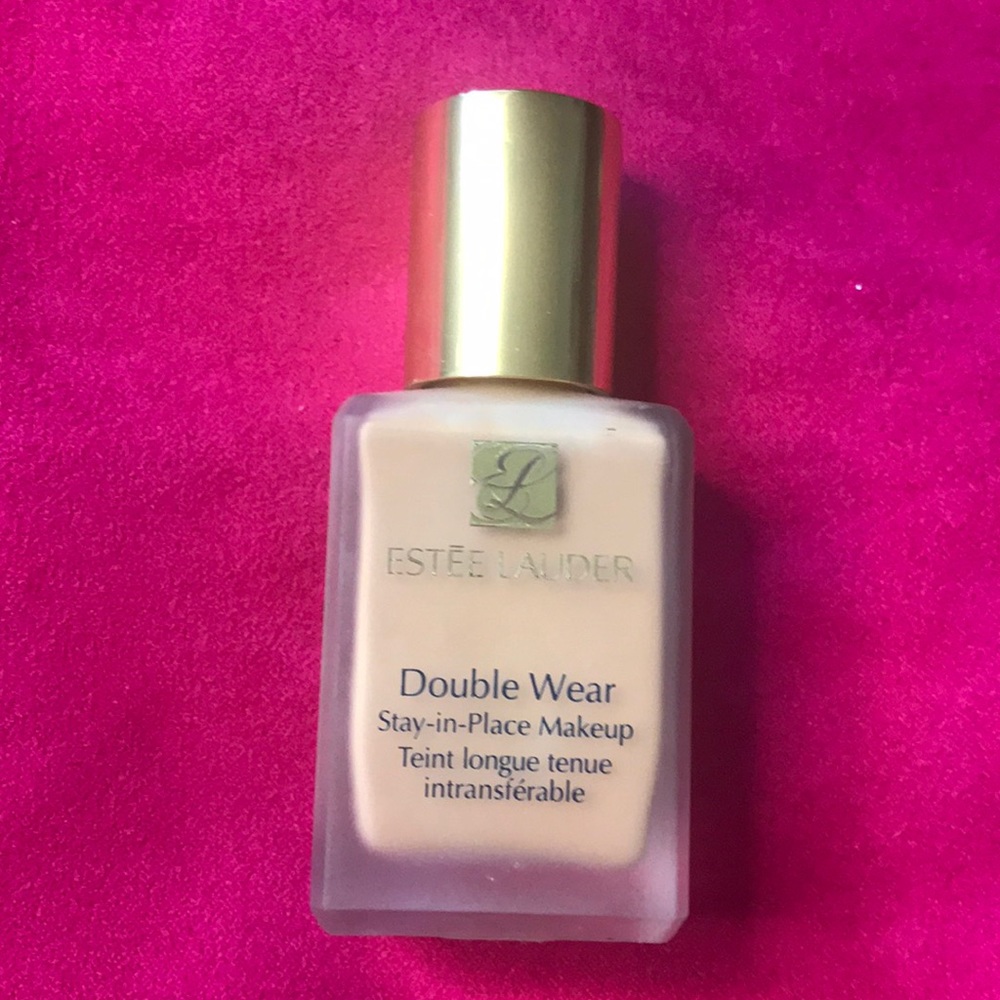 ESTĒE LAUDER
Double Wear
Stay-in-Place Makeup
Teint longue tenue
intransférable